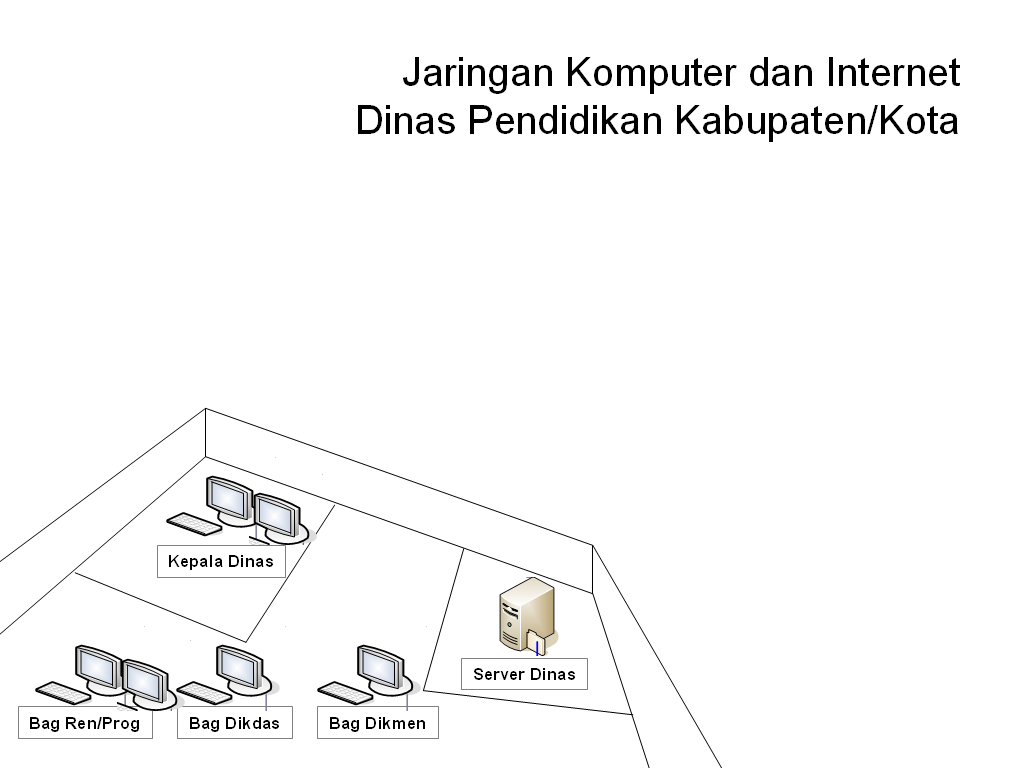 Jaringan Komputer dan Internet
Dinas Pendidikan Kabupaten/Kota
Kepala Dinas
Server Dinas
Bag Ren/Prog
Bag Dikdas
Bag Dikmen